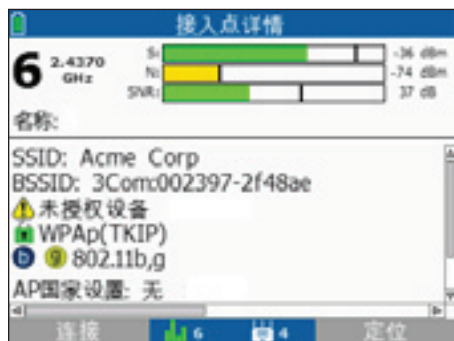 接入点详情
6 2.4370 GHz
S: -36 dBm
N: -74 dBm
SNR: 37 dB
名称:
SSID: Acme Corp
BSSID: 3Com:002397-2f48ae
未授权设备
WPAp(TKIP)
b g 802.11b,g
AP国家设置: 无
连接 6 4 定位